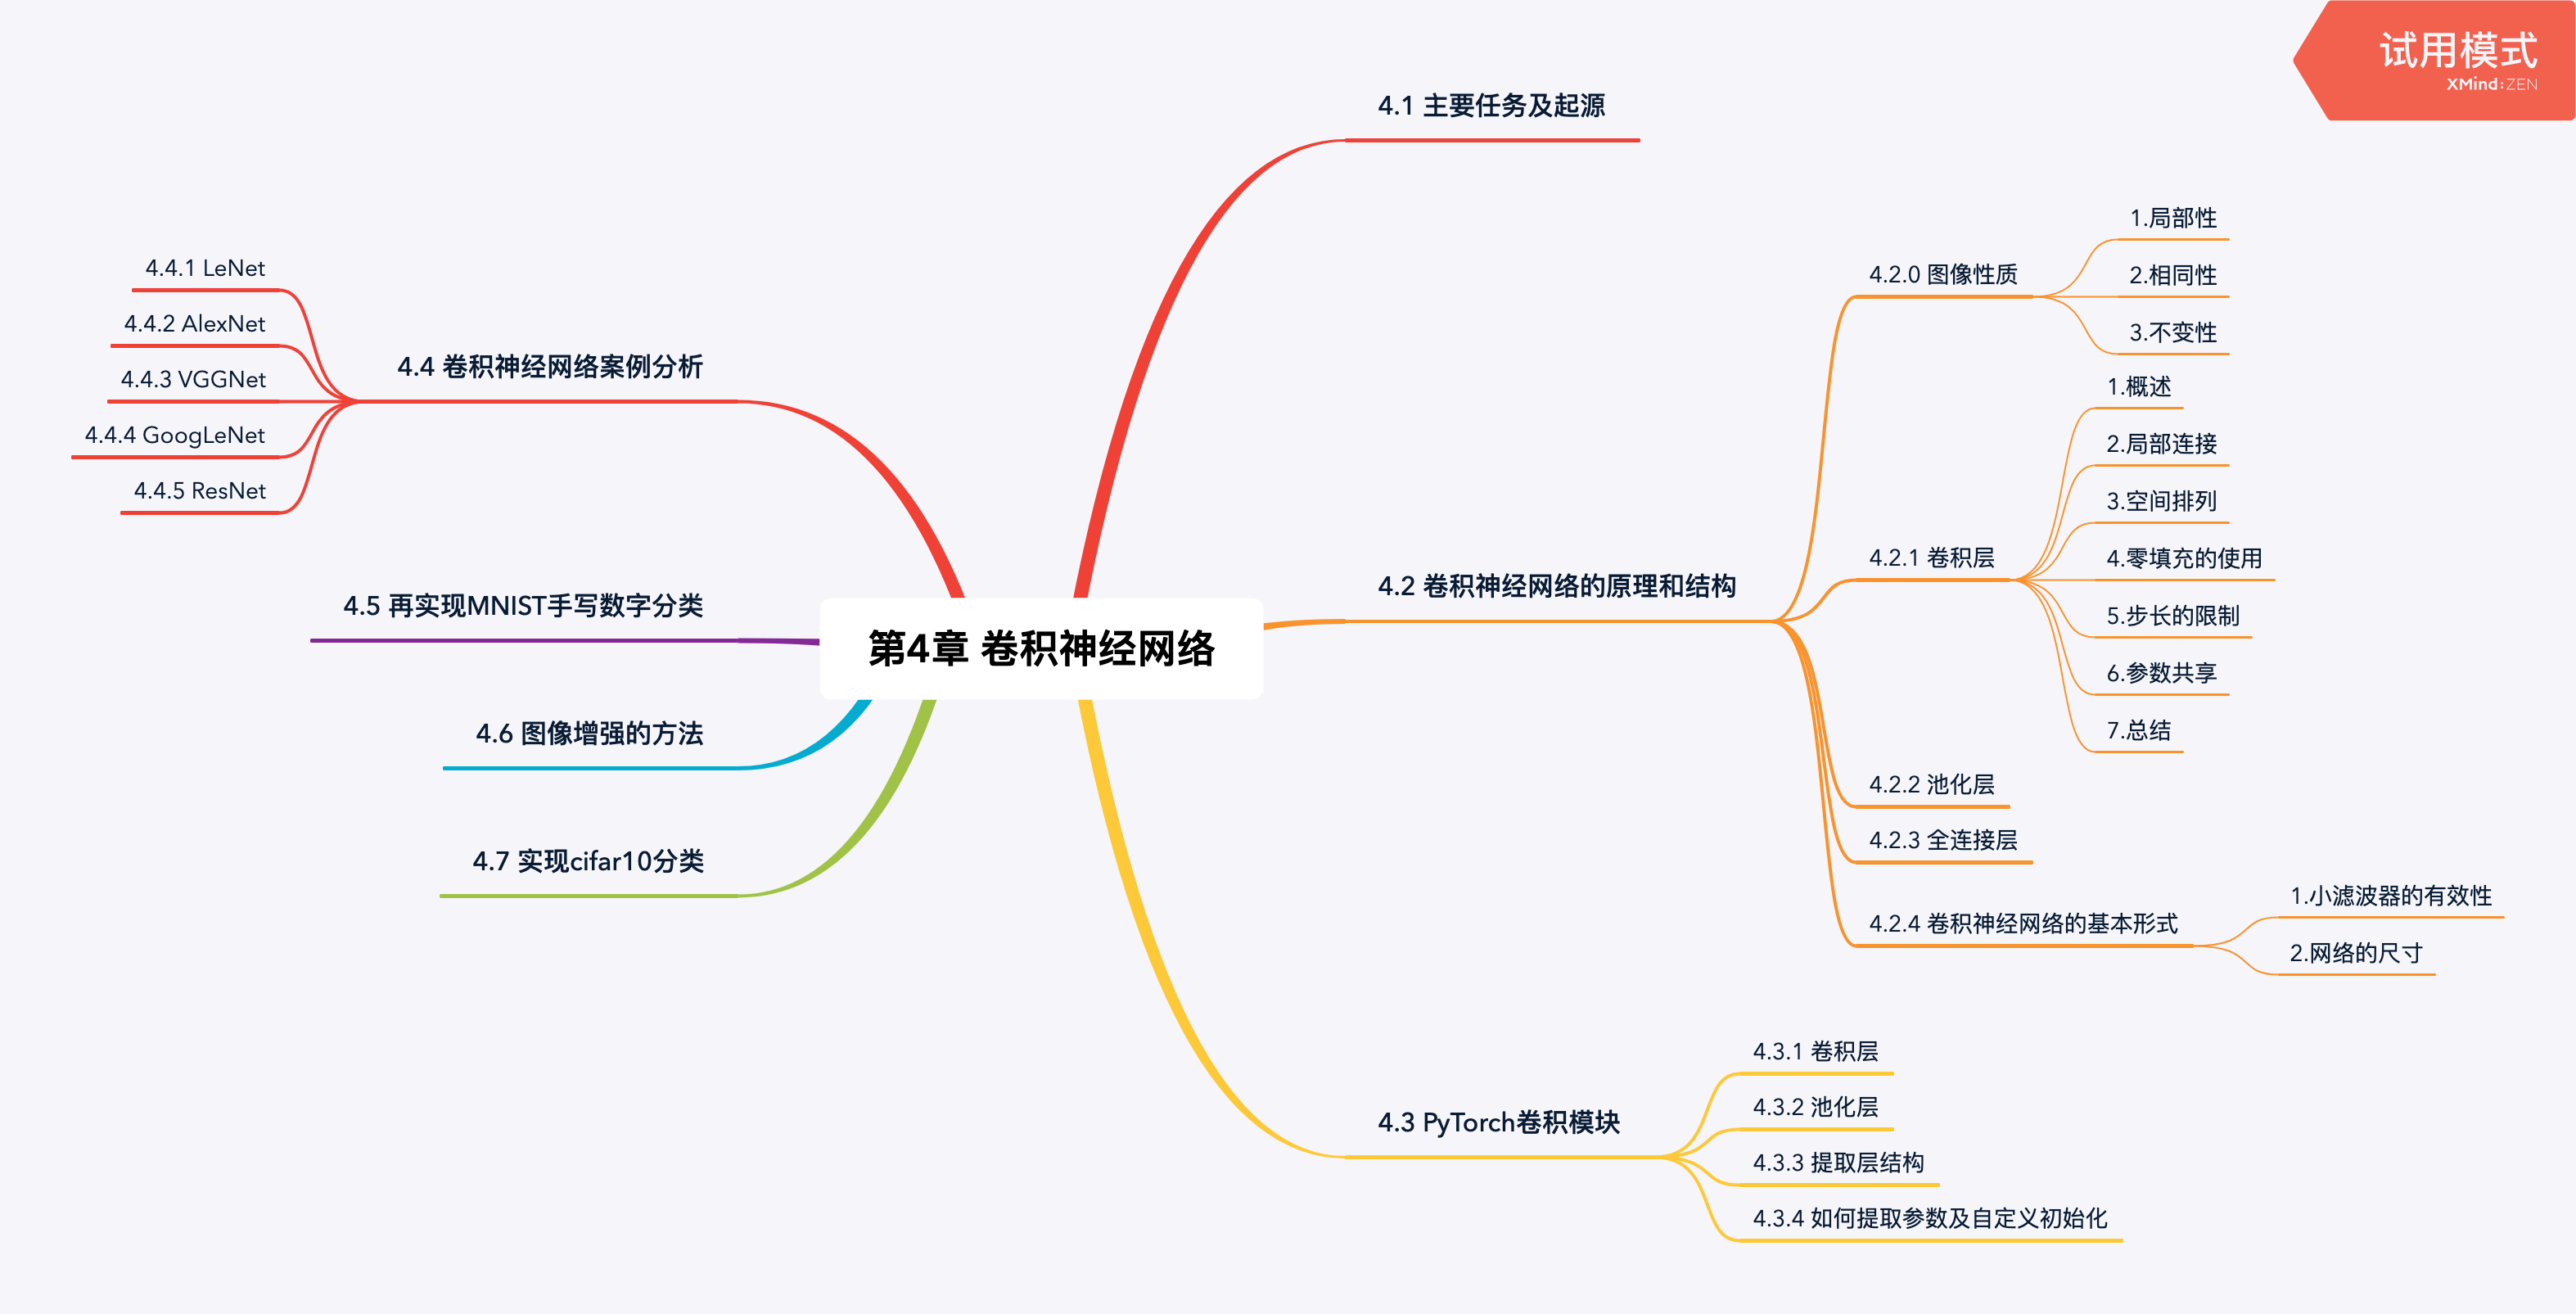 试用模式
XMind:ZEN
第4章 卷积神经网络
4.1 主要任务及起源
4.2 卷积神经网络的原理和结构
4.2.0 图像性质
1.局部性
2.相同性
3.不变性
4.2.1 卷积层
1.概述
2.局部连接
3.空间排列
4.零填充的使用
5.步长的限制
6.参数共享
7.总结
4.2.2 池化层
4.2.3 全连接层
4.2.4 卷积神经网络的基本形式
1.小滤波器的有效性
2.网络的尺寸
4.3 PyTorch卷积模块
4.3.1 卷积层
4.3.2 池化层
4.3.3 提取层结构
4.3.4 如何提取参数及自定义初始化
4.4 卷积神经网络案例分析
4.4.1 LeNet
4.4.2 AlexNet
4.4.3 VGGNet
4.4.4 GoogLeNet
4.4.5 ResNet
4.5 再实现MNIST手写数字分类
4.6 图像增强的方法
4.7 实现cifar10分类